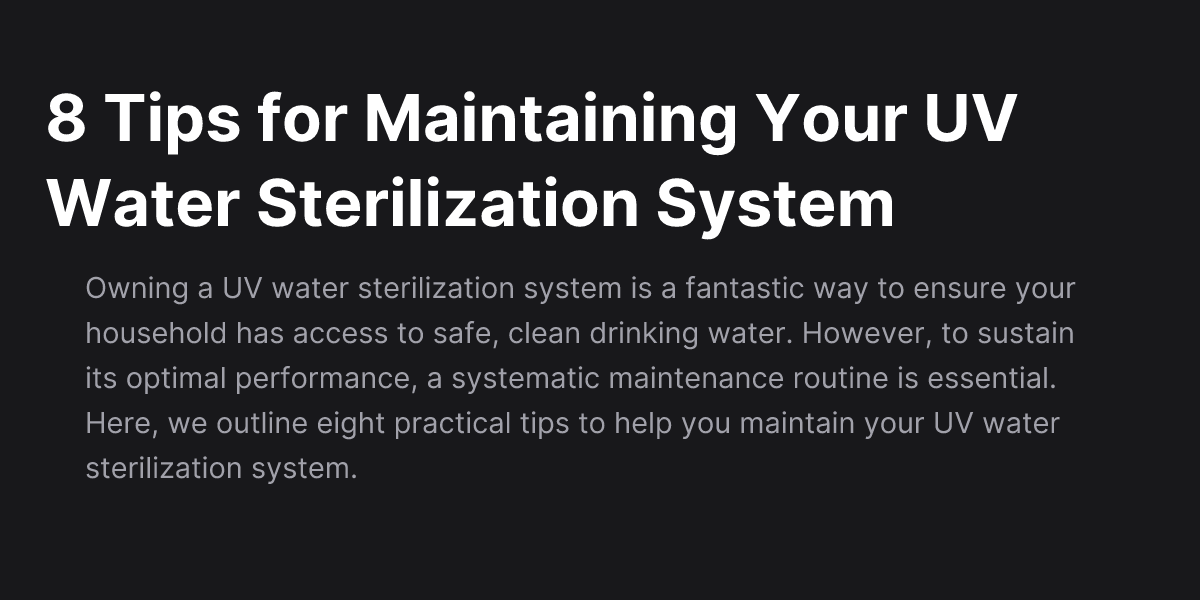 8 Tips for Maintaining Your UV
Water Sterilization System
Owning a UV water sterilization system is a fantastic way to ensure your
household has access to safe, clean drinking water. However, to sustain
its optimal performance, a systematic maintenance routine is essential.
Here, we outline eight practical tips to help you maintain your UV water
sterilization system.